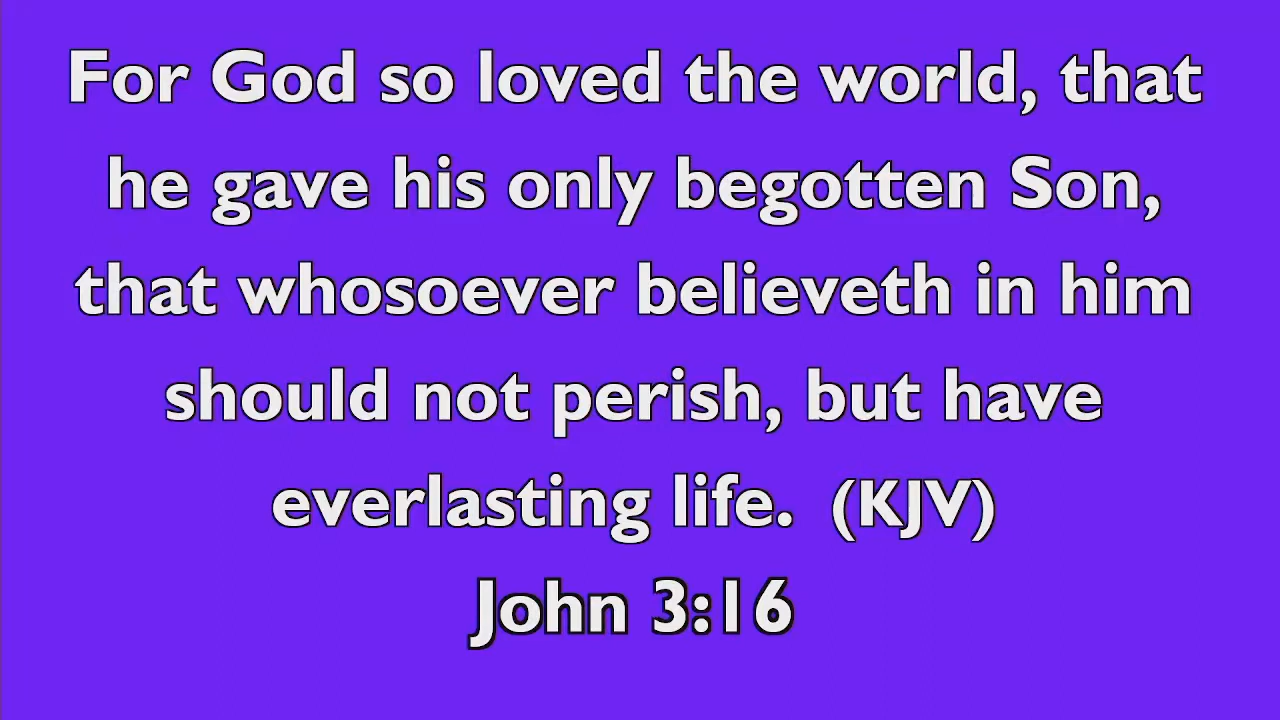 For God so loved the world, that
he gave his only begotten Son,
that whosoever believeth in him
should not perish, but have
everlasting life.  (KJV)
John 3:16